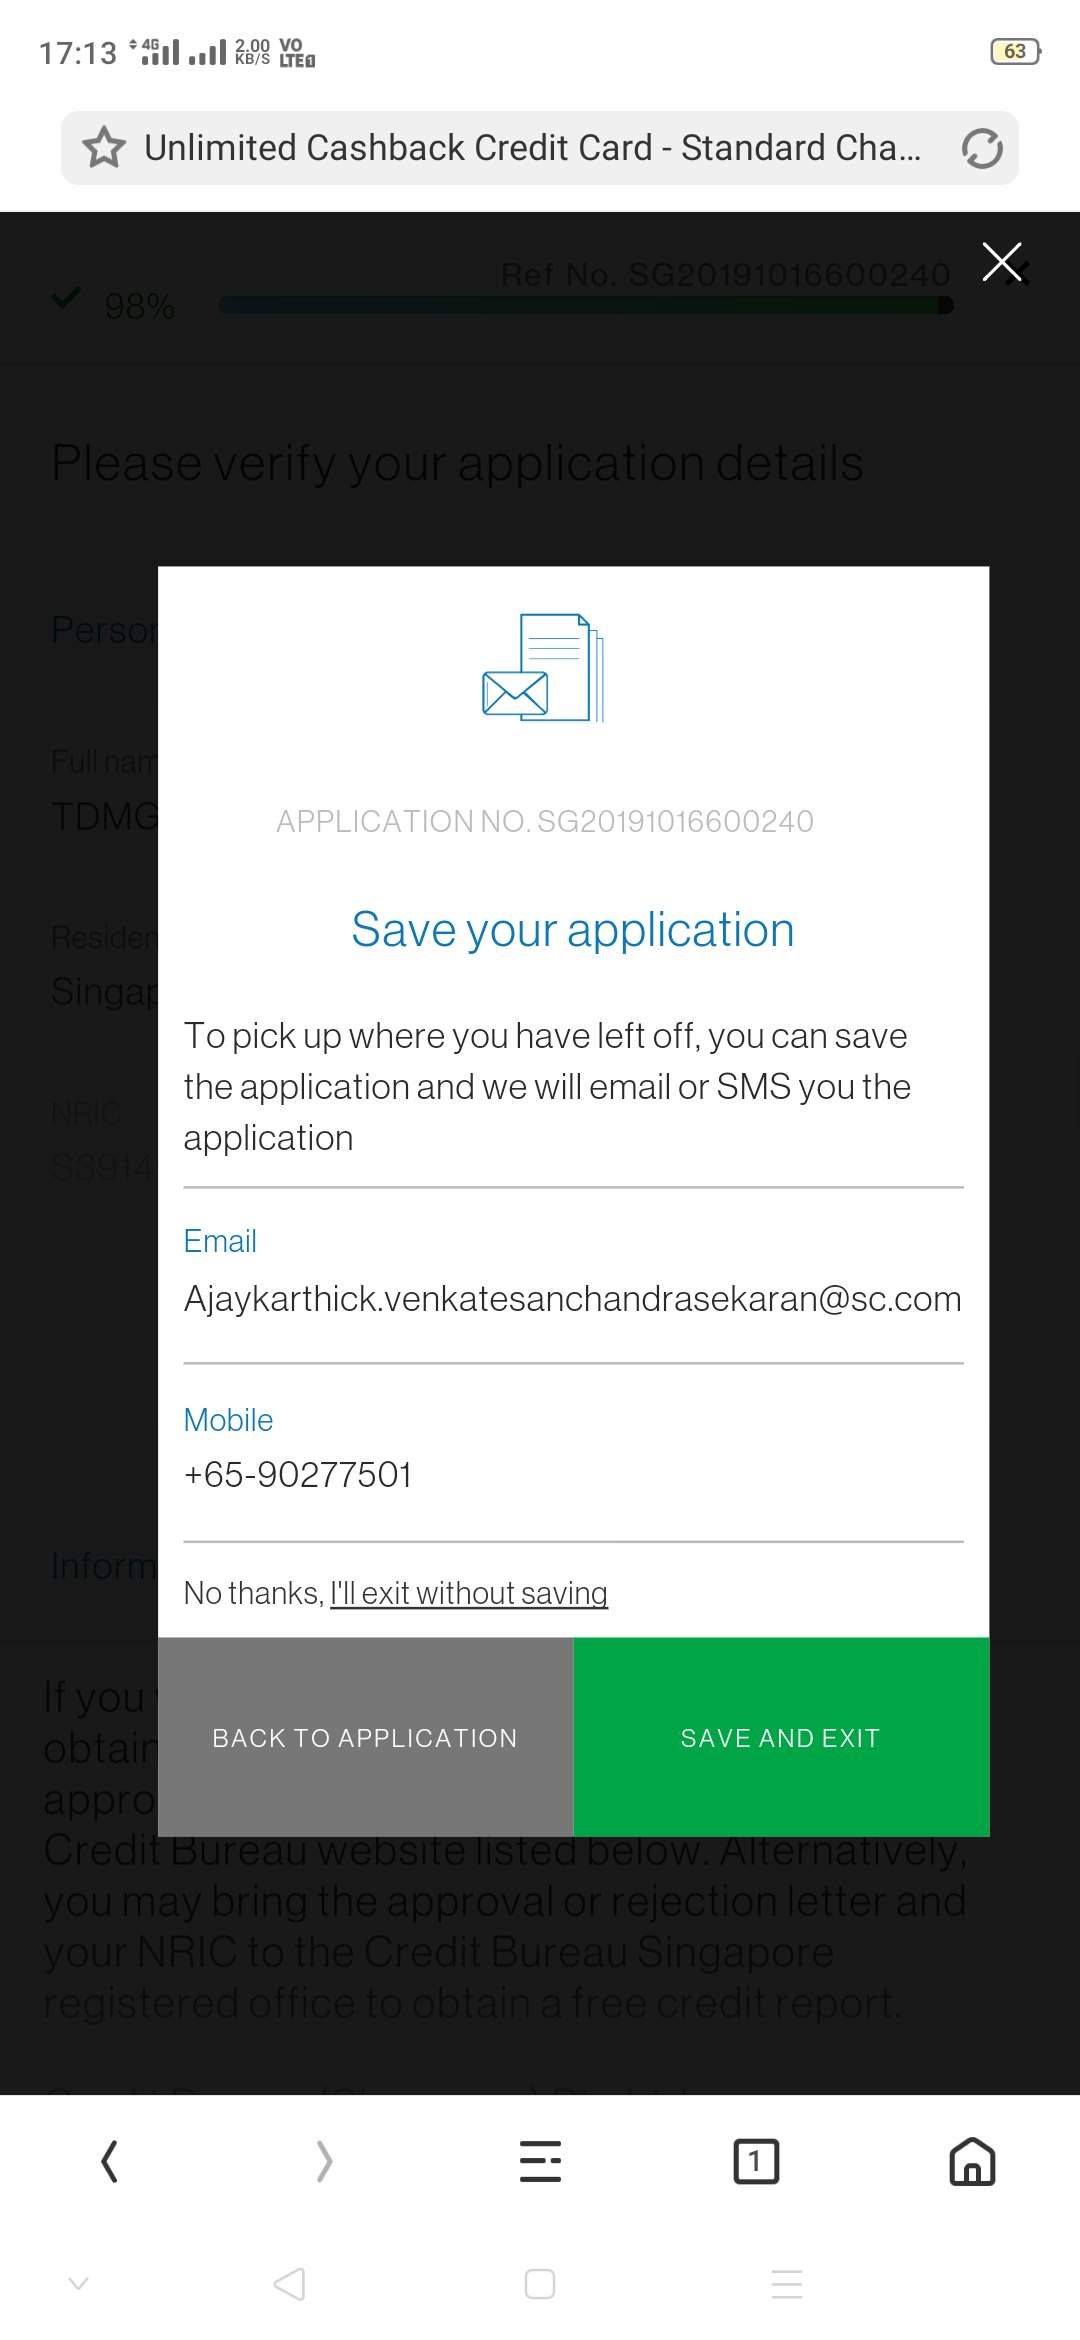 17:13 4G 2.00 KB/S VO LTE 63
Unlimited Cashback Credit Card - Standard Cha...
Ref No. SG20191016600240
98%
Please verify your application details
Person
Full nam
TDMG
Residen
Singap
NRIC
S3914
APPLICATION NO. SG20191016600240
Save your application
To pick up where you have left off, you can save
the application and we will email or SMS you the
application
Email
Ajaykarthick.venkatesanchandrasekaran@sc.com
Mobile
+65-90277501
No thanks, I'll exit without saving
BACK TO APPLICATION SAVE AND EXIT
Inform
If you
obtain
appro
Credit Bureau website listed below. Alternatively,
you may bring the approval or rejection letter and
your NRIC to the Credit Bureau Singapore
registered office to obtain a free credit report.
1